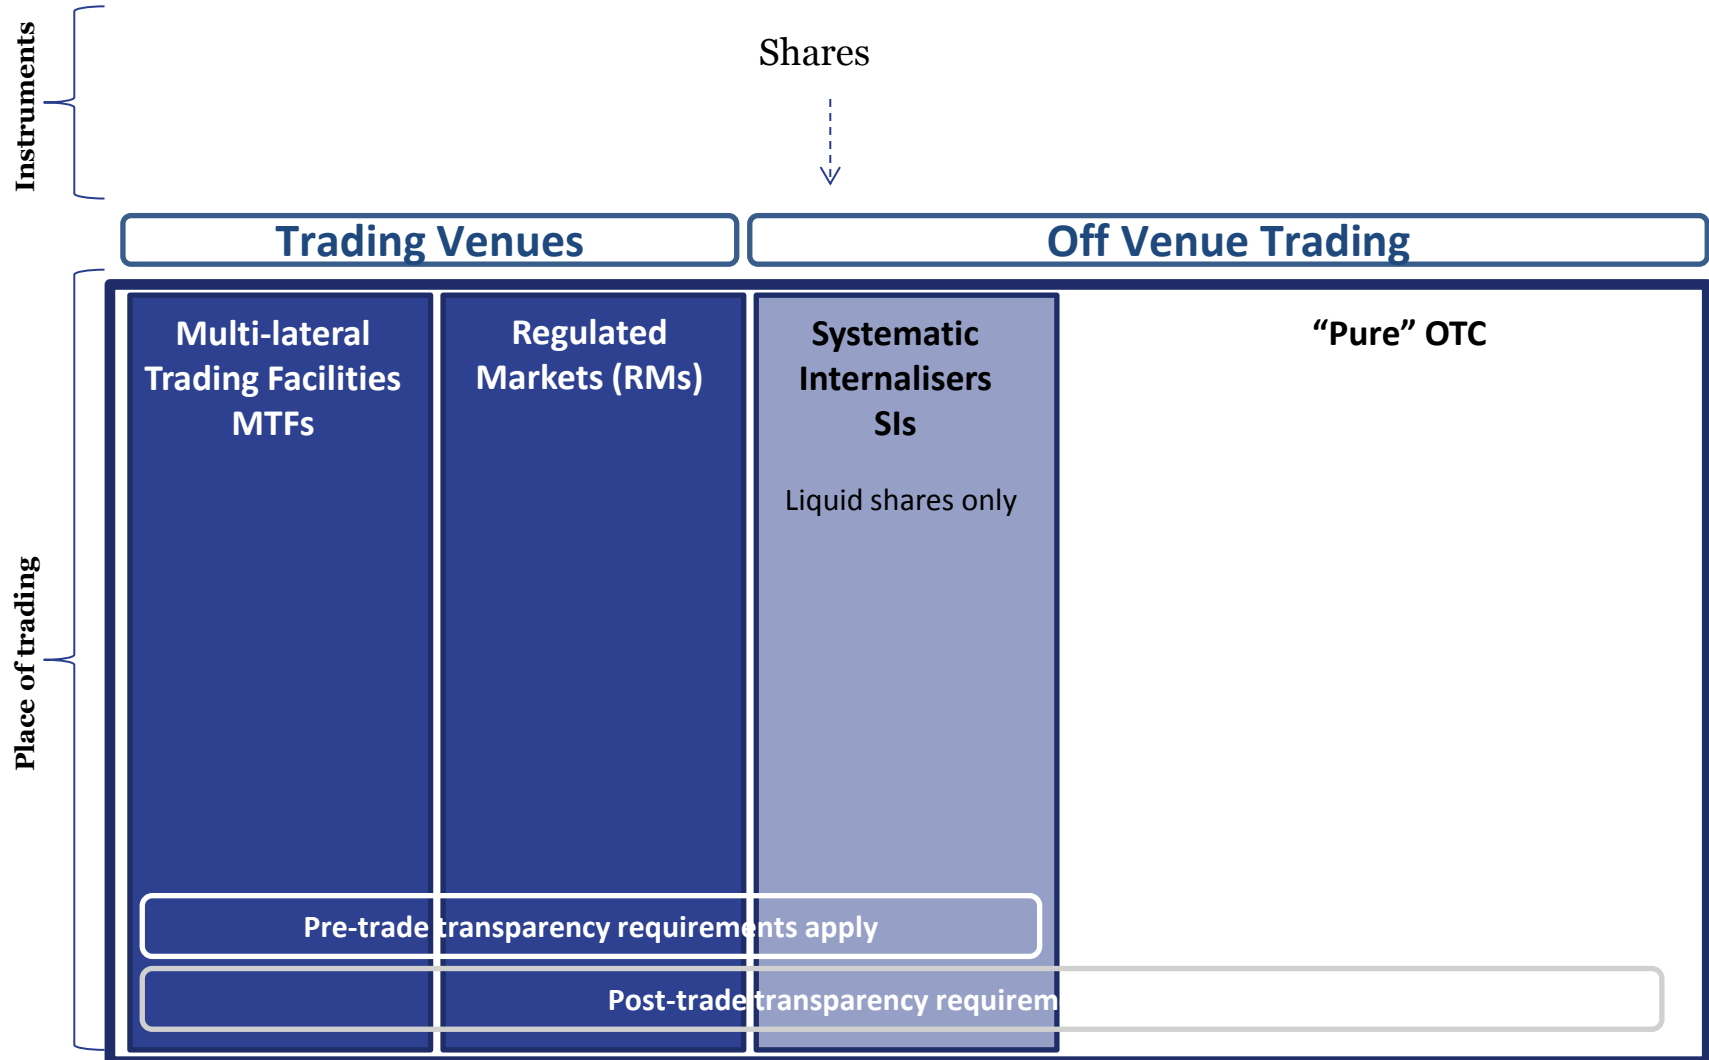 Instruments
Shares
Trading Venues
Off Venue Trading
Place of trading
Multi-lateral
Trading Facilities
MTFs
Regulated
Markets (RMs)
Systematic
Internalisers
SIs
Liquid shares only
“Pure” OTC
Pre-trade transparency requirements apply
Post-trade transparency